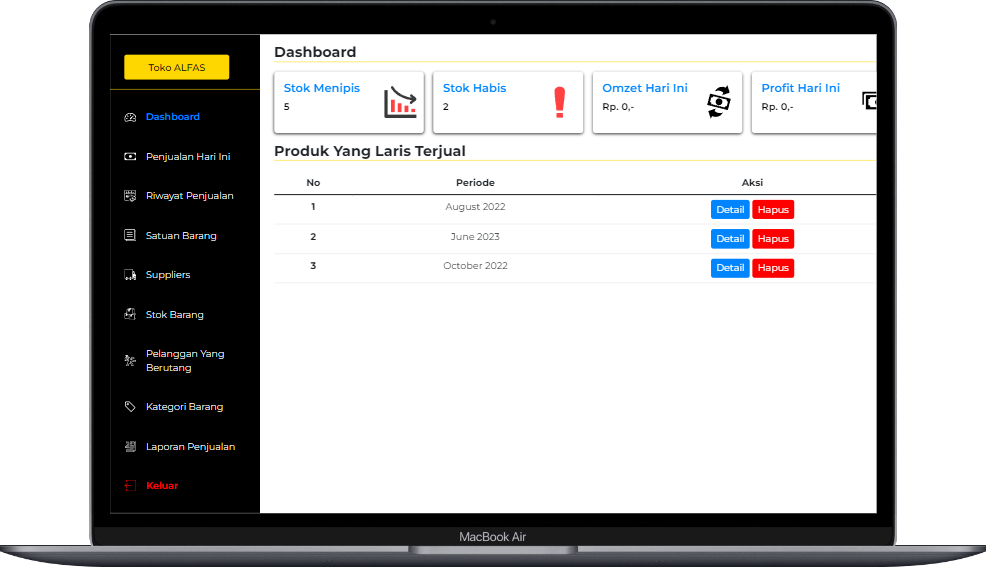 Toko ALFAS
Dashboard
Penjualan Hari Ini
Riwayat Penjualan
Satuan Barang
Suppliers
Stok Barang
Pelanggan Yang
Berutang
Kategori Barang
Laporan Penjualan
Keluar
Dashboard
Stok Menipis
5
Stok Habis
2
Omzet Hari Ini
Rp. 0,-
Profit Hari Ini
Rp. 0,-
Produk Yang Laris Terjual
No Periode Aksi
1 August 2022 Detail Hapus
2 June 2023 Detail Hapus
3 October 2022 Detail Hapus
MacBook Air